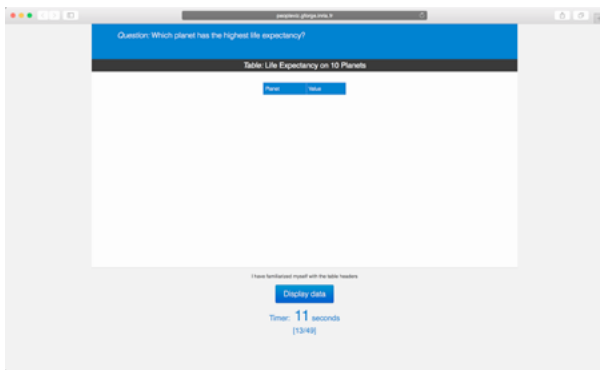 Question: Which planet has the highest life expectancy?
Table: Life Expectancy on 10 Planets
Planet Value
I have familiarized myself with the table headers
Display data
Timer: 11 seconds
[13/49]